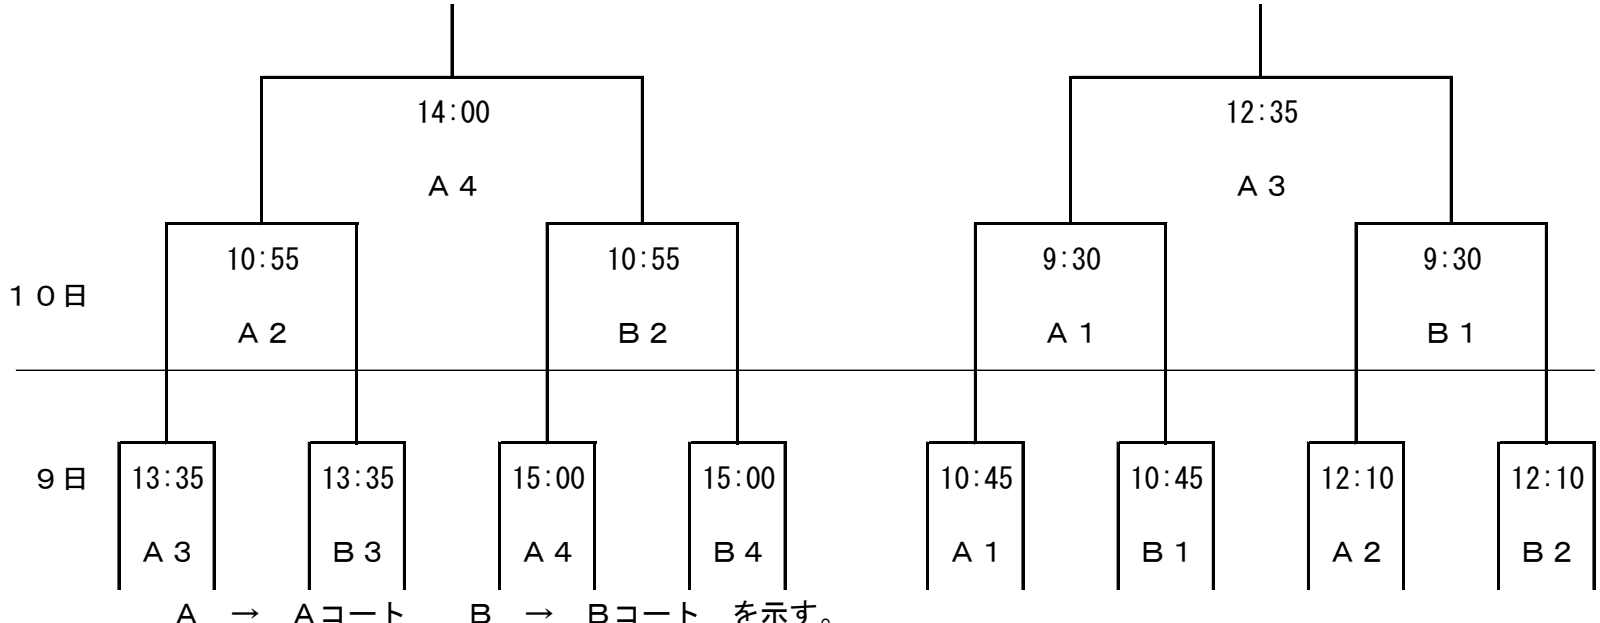 14:00 12:35
Ａ４ Ａ３
10:55 10:55 9:30 9:30
１０日
Ａ２ Ｂ２ Ａ１ Ｂ１
９日 13:35 13:35 15:00 15:00 10:45 10:45 12:10 12:10
Ａ３ Ｂ３ Ａ４ Ｂ４ Ａ１ Ｂ１ Ａ２ Ｂ２
Ａ　→　Ａコート　　Ｂ　→　Ｂコート　を示す。